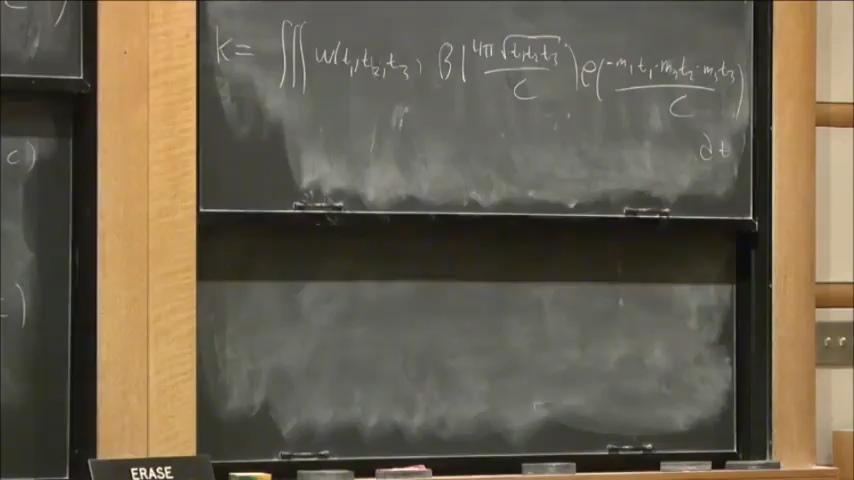 c)
K = ∭ w(t₁, t₂, t₃) B(4π√(t₁t₂t₃) / c) e(-m₁t₁-m₂t₂-m₃t₃ / c)
dt
ERASE